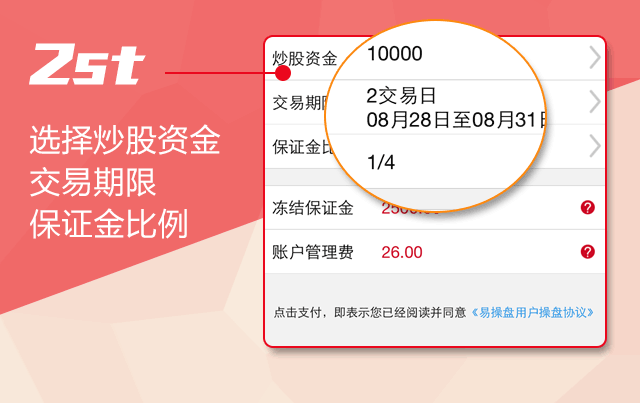 2st
选择炒股资金
交易期限
保证金比例
炒股资金
10000
交易期限
2交易日
08月28日至08月31日
保证金比
1/4
冻结保证金
2500.00
账户管理费
26.00
点击支付，即表示您已经阅读并同意《易操盘用户操盘协议》